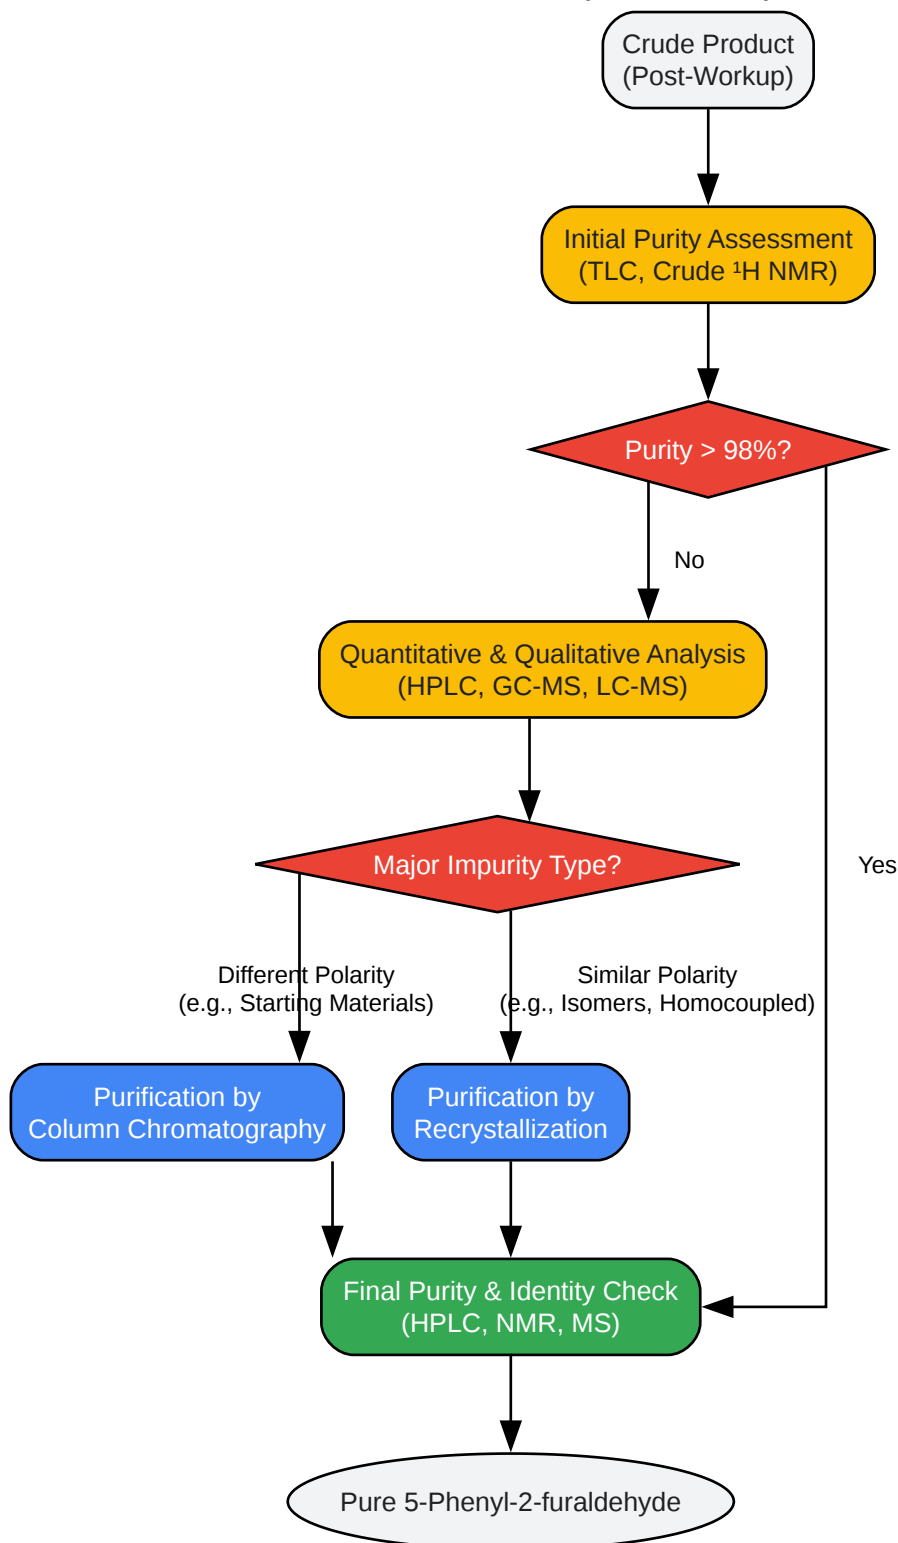 Crude Product
(Post-Workup)
Initial Purity Assessment
(TLC, Crude ¹H NMR)
Purity > 98%?
No
Quantitative & Qualitative Analysis
(HPLC, GC-MS, LC-MS)
Major Impurity Type?
Yes
Different Polarity
(e.g., Starting Materials)
Similar Polarity
(e.g., Isomers, Homocoupled)
Purification by
Column Chromatography
Purification by
Recrystallization
Final Purity & Identity Check
(HPLC, NMR, MS)
Pure 5-Phenyl-2-furaldehyde